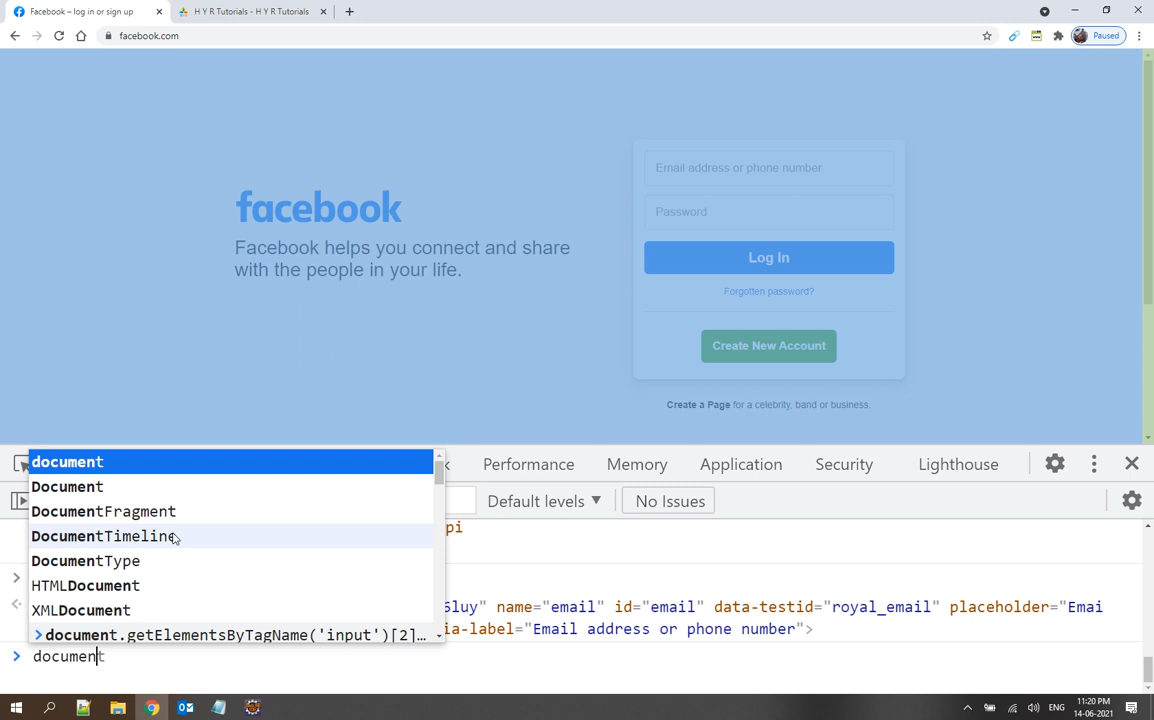 Facebook – log in or sign up
H Y R Tutorials - H Y R Tutorials
facebook.com
Paused
facebook
Facebook helps you connect and share
with the people in your life.
Email address or phone number
Password
Log In
Forgotten password?
Create New Account
Create a Page for a celebrity, band or business.
Performance
Memory
Application
Security
Lighthouse
Default levels
No Issues
document
Document
DocumentFragment
DocumentTimeline
DocumentType
HTMLDocument
XMLDocument
document.getElementsByTagName('input')[2]…
pi
6luy" name="email" id="email" data-testid="royal_email" placeholder="Emai
ia-label="Email address or phone number">
document
ENG
11:20 PM
14-06-2021